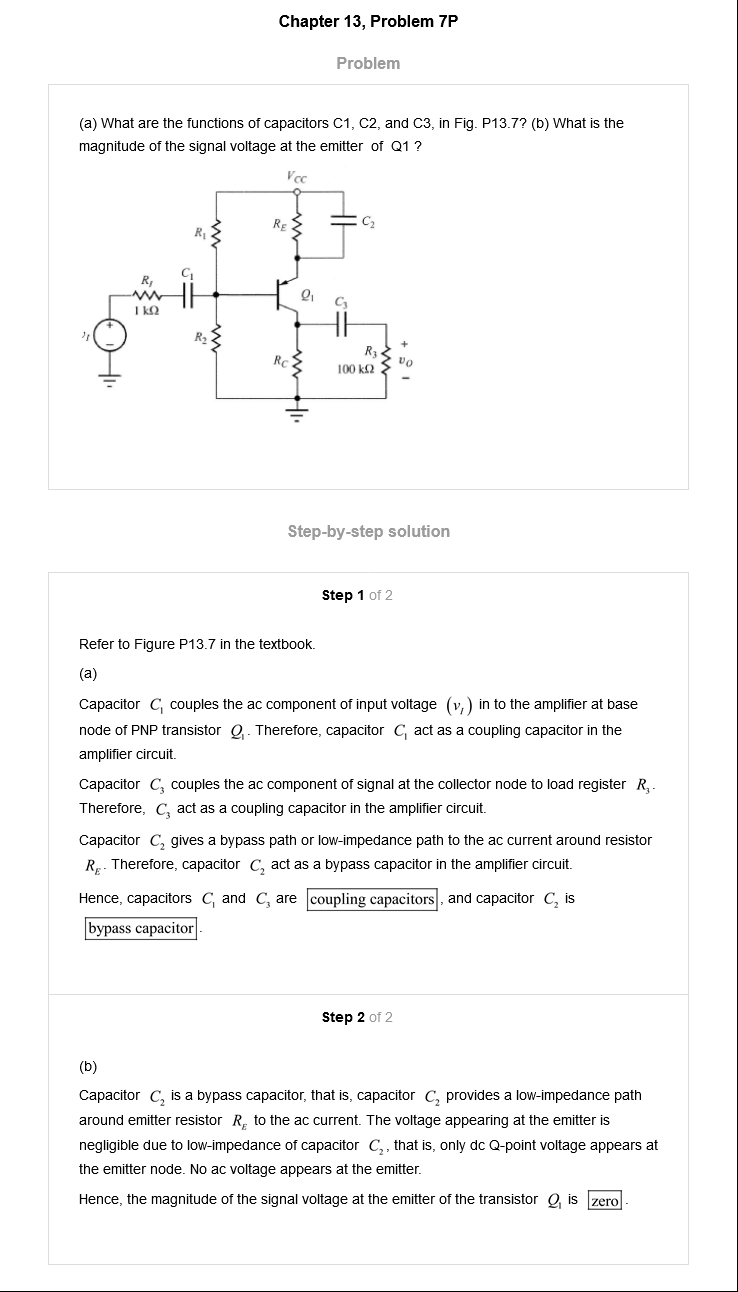 Chapter 13, Problem 7P
Problem
(a) What are the functions of capacitors C1, C2, and C3, in Fig. P13.7? (b) What is the
magnitude of the signal voltage at the emitter of Q1 ?
V_CC
R_1
R_E
C_2
R_I
C_1
1 kΩ
Q_1
C_3
v_I
+
−
R_2
R_C
R_3
100 kΩ
+
v_O
−
Step-by-step solution
Step 1 of 2
Refer to Figure P13.7 in the textbook.
(a)
Capacitor C_1 couples the ac component of input voltage (v_I) in to the amplifier at base
node of PNP transistor Q_1. Therefore, capacitor C_1 act as a coupling capacitor in the
amplifier circuit.
Capacitor C_3 couples the ac component of signal at the collector node to load register R_3.
Therefore, C_3 act as a coupling capacitor in the amplifier circuit.
Capacitor C_2 gives a bypass path or low-impedance path to the ac current around resistor
R_E. Therefore, capacitor C_2 act as a bypass capacitor in the amplifier circuit.
Hence, capacitors C_1 and C_3 are coupling capacitors, and capacitor C_2 is
bypass capacitor.
Step 2 of 2
(b)
Capacitor C_2 is a bypass capacitor, that is, capacitor C_2 provides a low-impedance path
around emitter resistor R_E to the ac current. The voltage appearing at the emitter is
negligible due to low-impedance of capacitor C_2, that is, only dc Q-point voltage appears at
the emitter node. No ac voltage appears at the emitter.
Hence, the magnitude of the signal voltage at the emitter of the transistor Q_1 is zero.